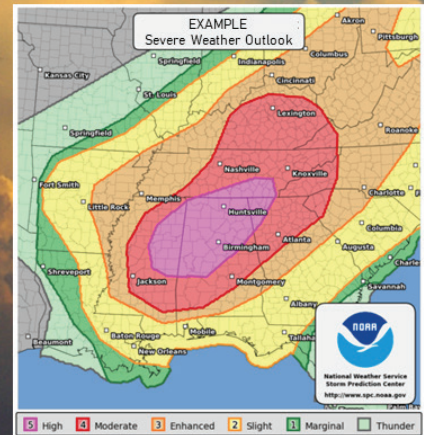 EXAMPLE
Severe Weather Outlook
Akron
Pittsburgh
Kansas City
Springfield
Indianapolis
Columbus
St. Louis
Cincinnati
Springfield
Lexington
Roanoke
Nashville
Knoxville
Fort Smith
Memphis
Charlotte
Little Rock
Huntsville
Columbia
Birmingham
Atlanta
Augusta
Shreveport
Jackson
Montgomery
Savannah
Albany
Beaumont
Baton Rouge
Mobile
New Orleans
NOAA
National Weather Service
Storm Prediction Center
http://www.spc.noaa.gov
5 High 4 Moderate 3 Enhanced 2 Slight 1 Marginal Thunder